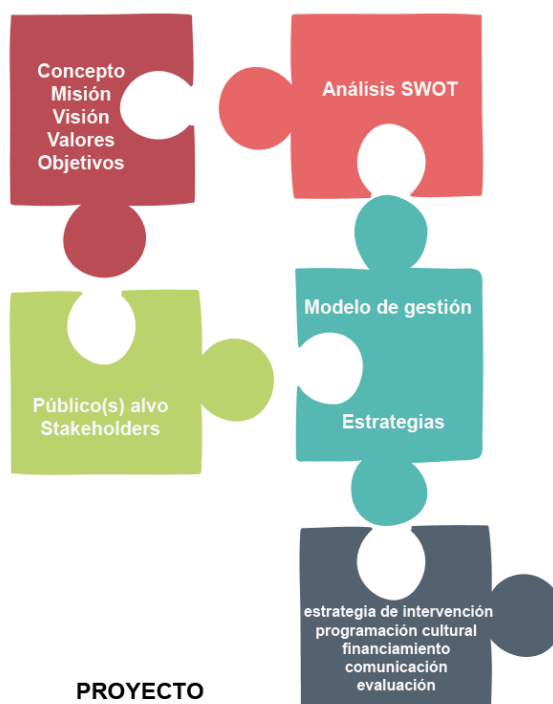 Concepto
Misión
Visión
Valores
Objetivos
Análisis SWOT
Público(s) alvo
Stakeholders
Modelo de gestión
Estrategias
estrategia de intervención
programación cultural
financiamiento
comunicación
evaluación
PROYECTO